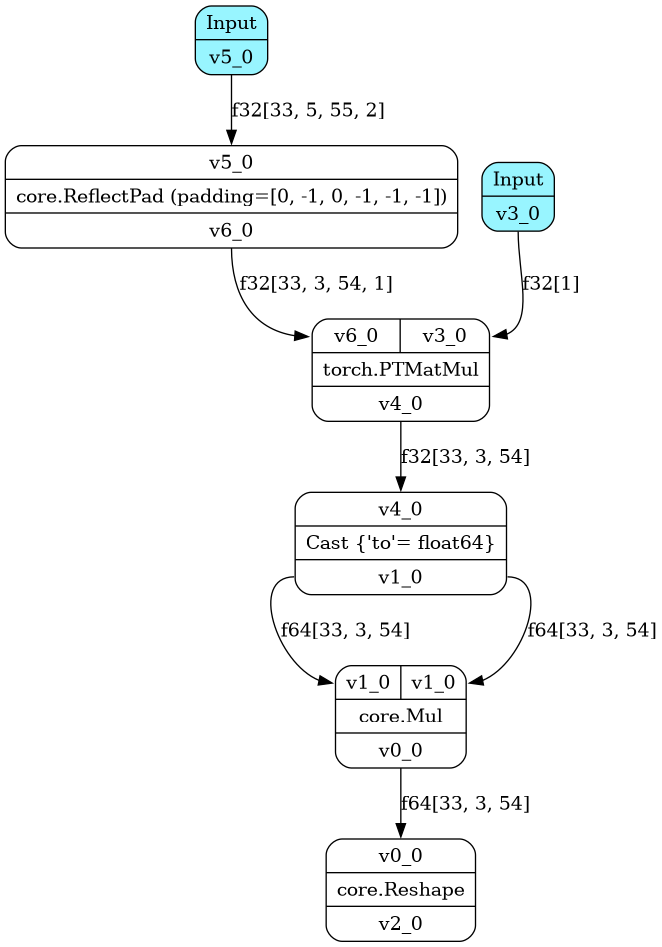 Input
v5_0
f32[33, 5, 55, 2]
v5_0
core.ReflectPad (padding=[0, -1, 0, -1, -1, -1])
v6_0
Input
v3_0
f32[33, 3, 54, 1]
f32[1]
v6_0 v3_0
torch.PTMatMul
v4_0
f32[33, 3, 54]
v4_0
Cast {'to'= float64}
v1_0
f64[33, 3, 54]
f64[33, 3, 54]
v1_0 v1_0
core.Mul
v0_0
f64[33, 3, 54]
v0_0
core.Reshape
v2_0